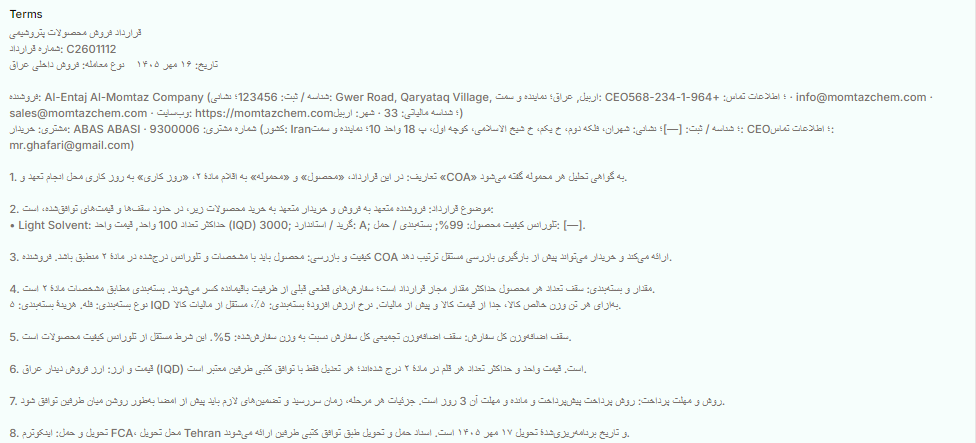 Terms
قرارداد فروش محصولات پتروشیمی
شماره قرارداد: C2601112
تاریخ: ۱۶ مهر ۱۴۰۵   نوع معامله: فروش داخلی عراق
فروشنده: Al-Entaj Al-Momtaz Company (شناسه / ثبت: 123456؛ نشانی: Gwer Road, Qaryataq Village, اربیل, عراق؛ نماینده و سمت: CEO568-234-1-964+ :؛ اطلاعات تماس · info@momtazchem.com ·
sales@momtazchem.com · وب‌سایت: https://momtazchem.com؛ شناسه مالیاتی: 33 · شهر: اربیل)
خریدار: مشتری: ABAS ABASI · شماره مشتری: 9300006 (کشور: Iran؛ شناسه / ثبت: [—]؛ نشانی: شهران، فلکه دوم، خ یکم، خ شیخ الاسلامی، کوچه اول، پ 18 واحد 10؛ نماینده و سمت: CEO؛ اطلاعات تماس:
mr.ghafari@gmail.com)
1. تعاریف: در این قرارداد، «محصول» و «محموله» به اقلام مادهٔ ۲، «روز کاری» به روز کاری محل انجام تعهد و «COA» به گواهی تحلیل هر محموله گفته می‌شود.
2. موضوع قرارداد: فروشنده متعهد به فروش و خریدار متعهد به خرید محصولات زیر، در حدود سقف‌ها و قیمت‌های توافق‌شده، است:
• Light Solvent: حداکثر تعداد 100 واحد, قیمت واحد (IQD) 3000; گرید / استاندارد: A; تلورانس کیفیت محصول: 99%; بسته‌بندی / حمل: [—].
3. کیفیت و بازرسی: محصول باید با مشخصات و تلورانس درج‌شده در مادهٔ ۲ منطبق باشد. فروشنده COA ارائه می‌کند و خریدار می‌تواند پیش از بارگیری بازرسی مستقل ترتیب دهد.
4. مقدار و بسته‌بندی: سقف تعداد هر محصول حداکثر مقدار مجاز قرارداد است؛ سفارش‌های قطعی قبلی از ظرفیت باقیمانده کسر می‌شوند. بسته‌بندی مطابق مشخصات مادهٔ ۲ است.
نوع بسته‌بندی: فله. هزینهٔ بسته‌بندی: ۵ IQD به‌ازای هر تن وزن خالص کالا، جدا از قیمت کالا و پیش از مالیات. نرخ ارزش افزودهٔ بسته‌بندی: ۵٪، مستقل از مالیات کالا.
5. سقف اضافه‌وزن کل سفارش: سقف اضافه‌وزن تجمیعی کل سفارش نسبت به وزن سفارش‌شده: 5%. این شرط مستقل از تلورانس کیفیت محصولات است.
6. قیمت و ارز: ارز فروش دینار عراق (IQD) است. قیمت واحد و حداکثر تعداد هر قلم در مادهٔ ۲ درج شده‌اند؛ هر تعدیل فقط با توافق کتبی طرفین معتبر است.
7. روش و مهلت پرداخت: روش پرداخت پیش‌پرداخت و مانده و مهلت آن 3 روز است. جزئیات هر مرحله، زمان سررسید و تضمین‌های لازم باید پیش از امضا به‌طور روشن میان طرفین توافق شود.
8. تحویل و حمل: اینکوترم FCA، محل تحویل Tehran و تاریخ برنامه‌ریزی‌شدهٔ تحویل ۱۷ مهر ۱۴۰۵ است. اسناد حمل و تحویل طبق توافق کتبی طرفین ارائه می‌شوند.